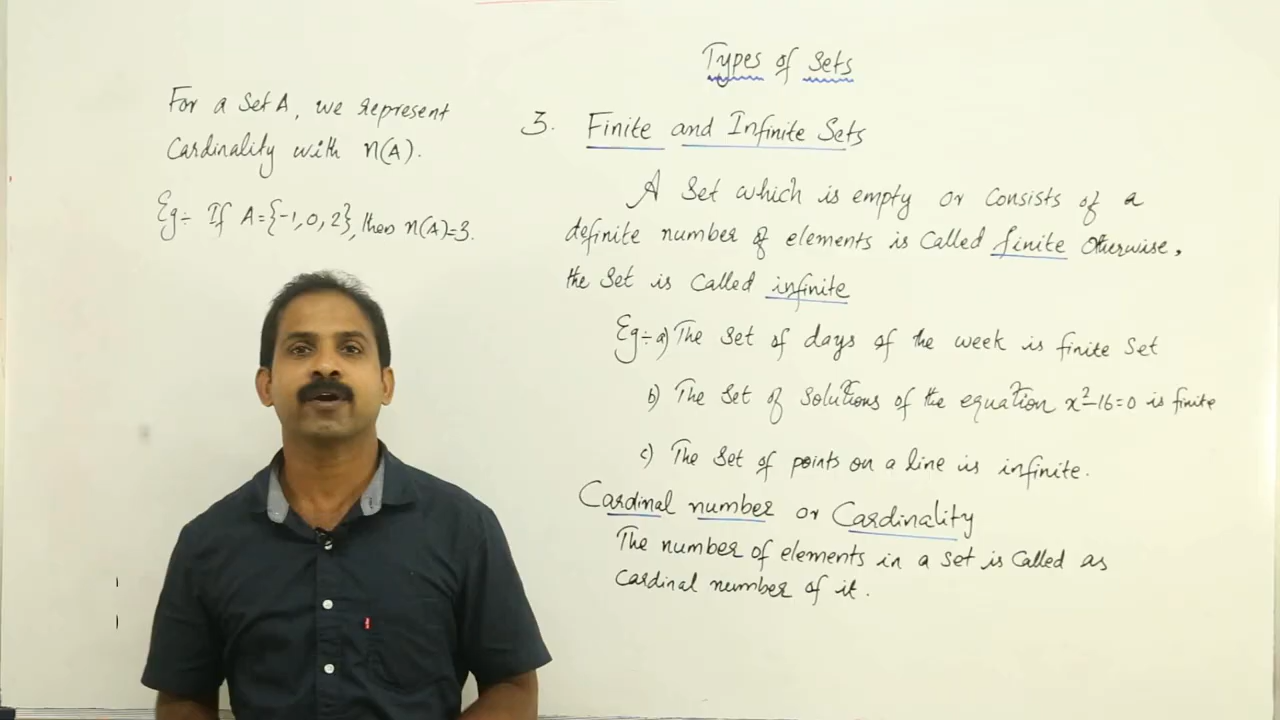 Types of Sets
For a Set A, we represent
Cardinality with n(A).
Eg÷ If A={-1,0,2}, then n(A)=3.
3. Finite and Infinite Sets
A Set which is empty or consists of a
definite number of elements is called finite otherwise,
the Set is called infinite
Eg÷ a) The Set of days of the week is finite Set
b) The Set of Solutions of the equation x²-16=0 is finite
c) The Set of points on a line is infinite.
Cardinal number or Cardinality
The number of elements in a set is called as
Cardinal number of it.